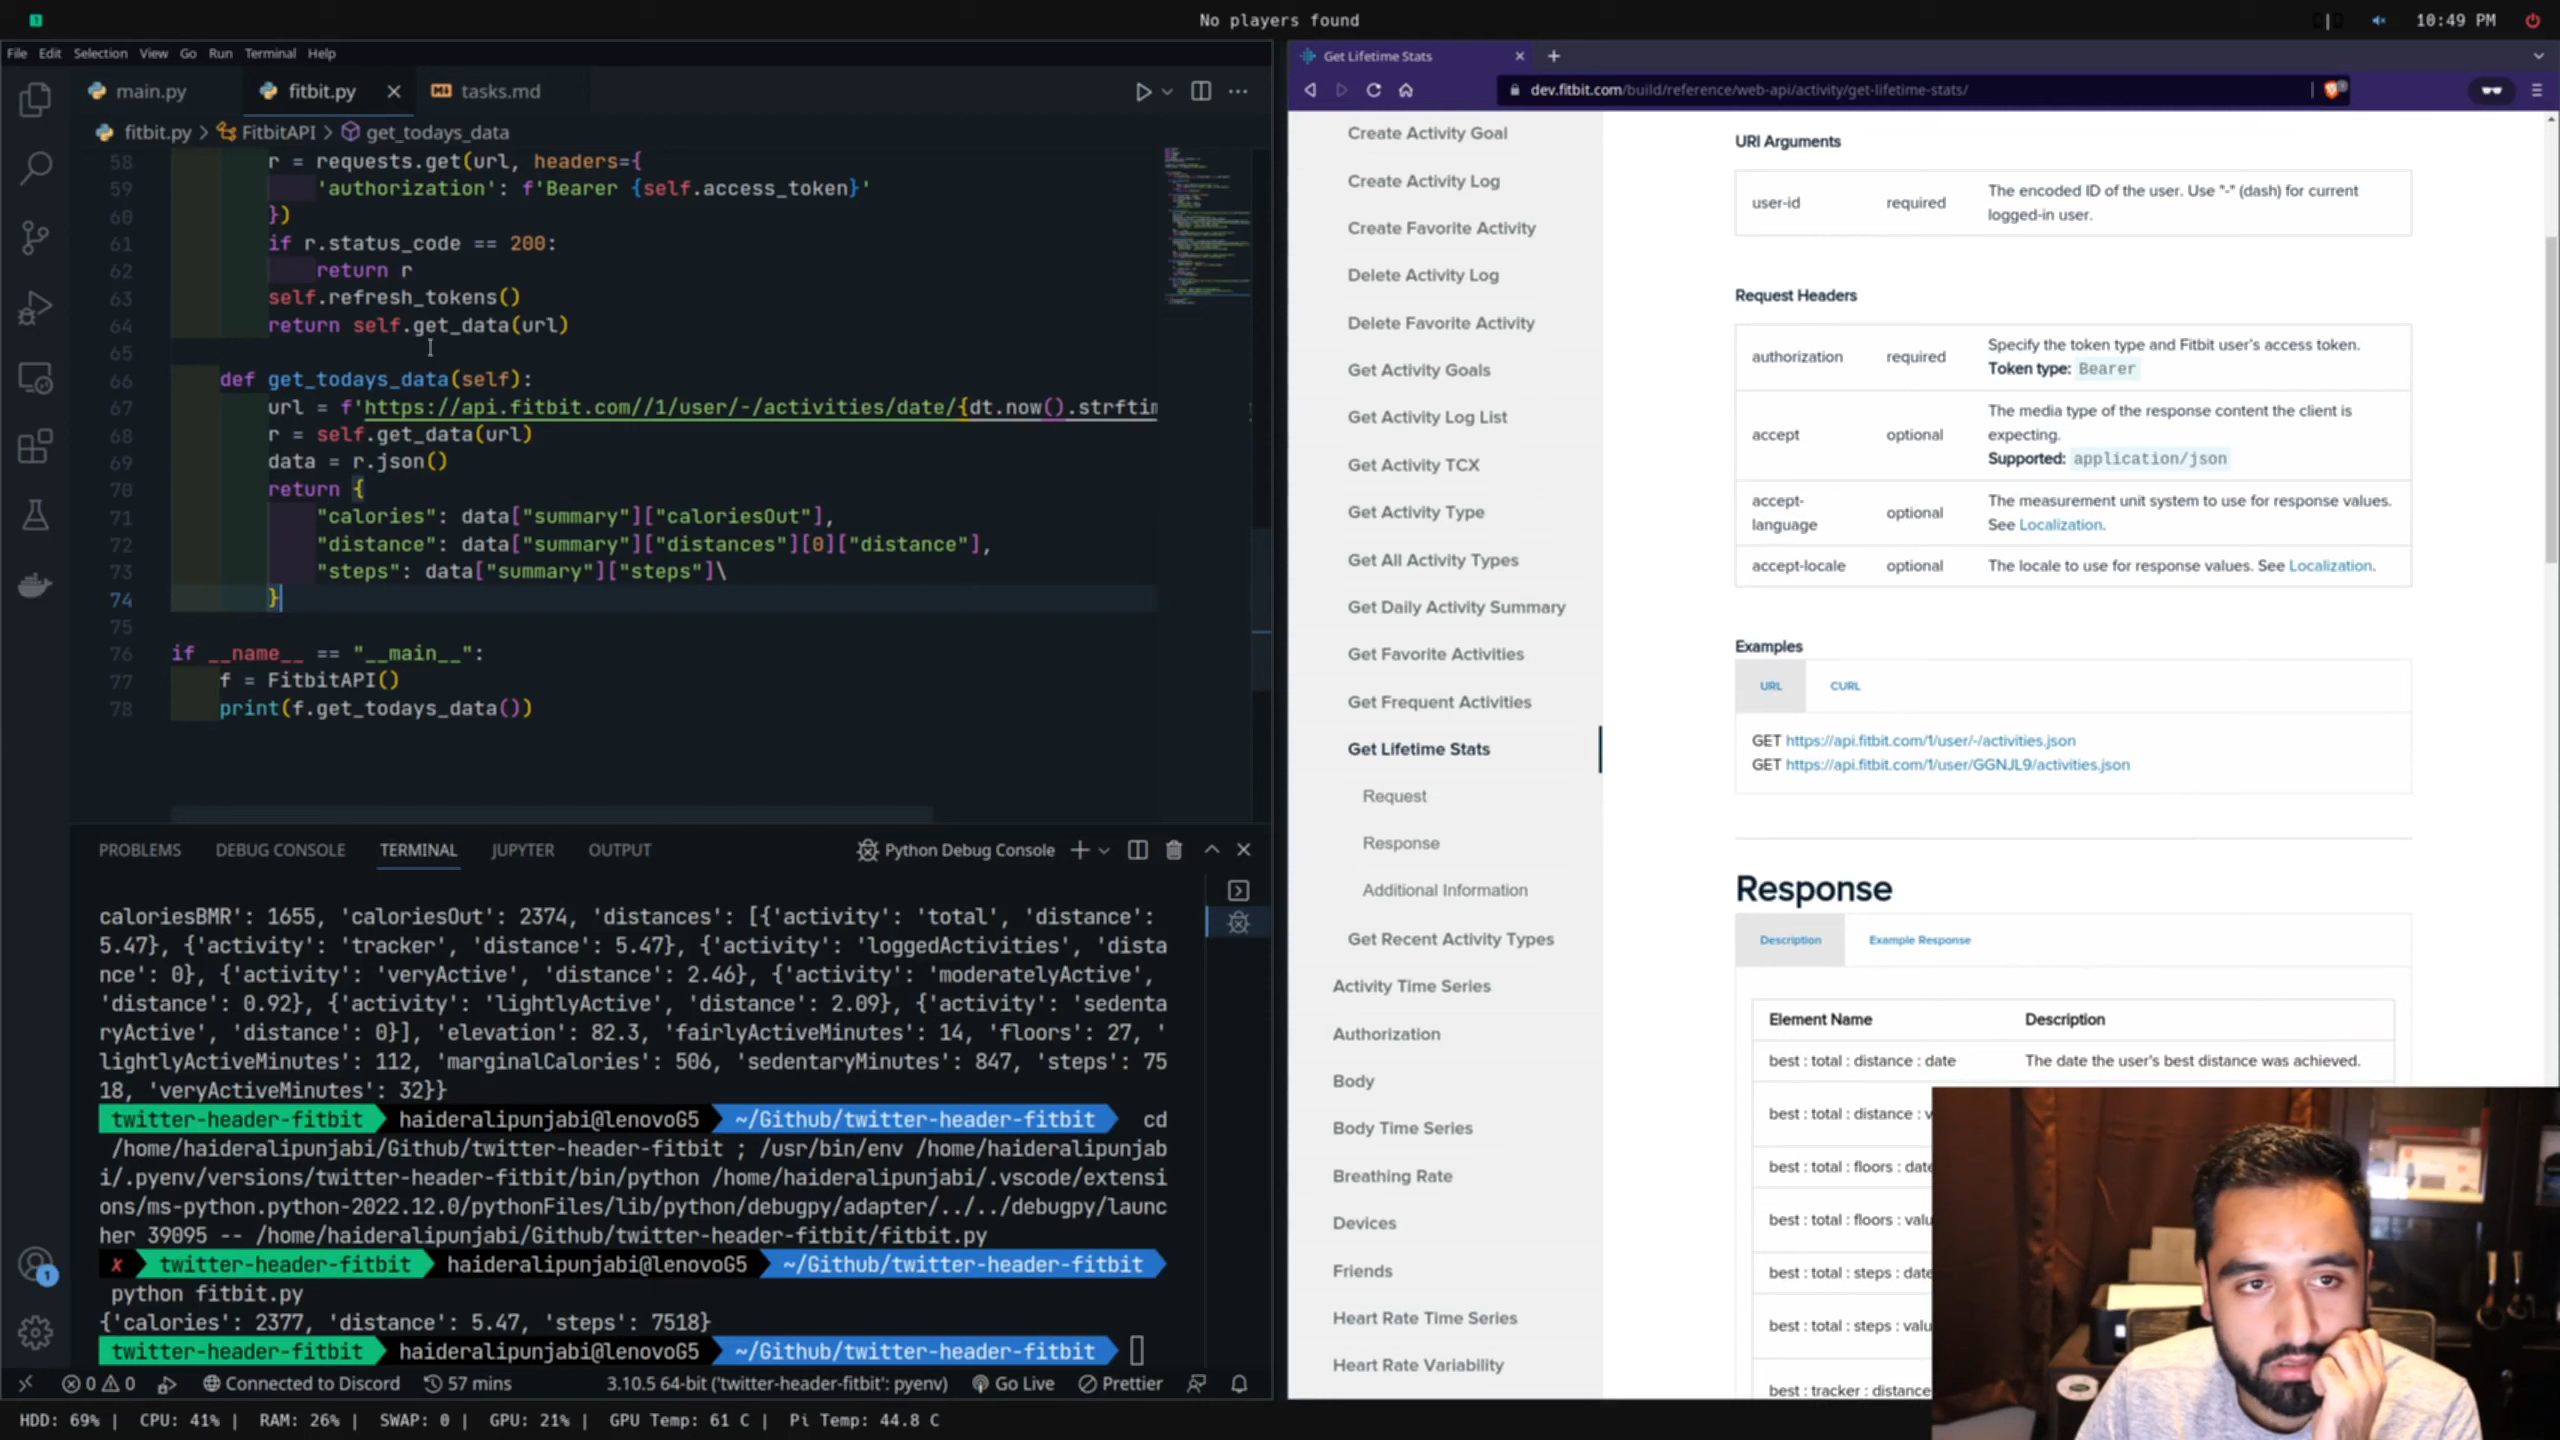 No players found
10:49 PM
File Edit Selection View Go Run Terminal Help
main.py
fitbit.py
tasks.md
fitbit.py > FitbitAPI > get_todays_data
58 r = requests.get(url, headers={
59 'authorization': f'Bearer {self.access_token}'
60 })
61 if r.status_code == 200:
62 return r
63 self.refresh_tokens()
64 return self.get_data(url)
65
66 def get_todays_data(self):
67 url = f'https://api.fitbit.com//1/user/-/activities/date/{dt.now().strftim
68 r = self.get_data(url)
69 data = r.json()
70 return {
71 "calories": data["summary"]["caloriesOut"],
72 "distance": data["summary"]["distances"][0]["distance"],
73 "steps": data["summary"]["steps"]\
74 }
75
76 if __name__ == "__main__":
77 f = FitbitAPI()
78 print(f.get_todays_data())
PROBLEMS DEBUG CONSOLE TERMINAL JUPYTER OUTPUT
Python Debug Console
caloriesBMR': 1655, 'caloriesOut': 2374, 'distances': [{'activity': 'total', 'distance':
5.47}, {'activity': 'tracker', 'distance': 5.47}, {'activity': 'loggedActivities', 'dista
nce': 0}, {'activity': 'veryActive', 'distance': 2.46}, {'activity': 'moderatelyActive',
'distance': 0.92}, {'activity': 'lightlyActive', 'distance': 2.09}, {'activity': 'sedenta
ryActive', 'distance': 0}], 'elevation': 82.3, 'fairlyActiveMinutes': 14, 'floors': 27, '
lightlyActiveMinutes': 112, 'marginalCalories': 506, 'sedentaryMinutes': 847, 'steps': 75
18, 'veryActiveMinutes': 32}}
twitter-header-fitbit haideralipunjabi@lenovoG5 ~/Github/twitter-header-fitbit cd
/home/haideralipunjabi/Github/twitter-header-fitbit ; /usr/bin/env /home/haideralipunjab
i/.pyenv/versions/twitter-header-fitbit/bin/python /home/haideralipunjabi/.vscode/extensi
ons/ms-python.python-2022.12.0/pythonFiles/lib/python/debugpy/adapter/../../debugpy/launc
her 39095 -- /home/haideralipunjabi/Github/twitter-header-fitbit/fitbit.py
✗ twitter-header-fitbit haideralipunjabi@lenovoG5 ~/Github/twitter-header-fitbit
python fitbit.py
{'calories': 2377, 'distance': 5.47, 'steps': 7518}
twitter-header-fitbit haideralipunjabi@lenovoG5 ~/Github/twitter-header-fitbit
1
0 0 Connected to Discord 57 mins 3.10.5 64-bit ('twitter-header-fitbit': pyenv) Go Live Prettier
HDD: 69% | CPU: 41% | RAM: 26% | SWAP: 0 | GPU: 21% | GPU Temp: 61 C | Pi Temp: 44.8 C
Get Lifetime Stats
dev.fitbit.com/build/reference/web-api/activity/get-lifetime-stats/
Create Activity Goal
Create Activity Log
Create Favorite Activity
Delete Activity Log
Delete Favorite Activity
Get Activity Goals
Get Activity Log List
Get Activity TCX
Get Activity Type
Get All Activity Types
Get Daily Activity Summary
Get Favorite Activities
Get Frequent Activities
Get Lifetime Stats
Request
Response
Additional Information
Get Recent Activity Types
Activity Time Series
Authorization
Body
Body Time Series
Breathing Rate
Devices
Friends
Heart Rate Time Series
Heart Rate Variability
URI Arguments
user-id required The encoded ID of the user. Use "-" (dash) for current
logged-in user.
Request Headers
authorization required Specify the token type and Fitbit user's access token.
Token type: Bearer
accept optional The media type of the response content the client is
expecting.
Supported: application/json
accept-
language optional The measurement unit system to use for response values.
See Localization.
accept-locale optional The locale to use for response values. See Localization.
Examples
URL CURL
GET https://api.fitbit.com/1/user/-/activities.json
GET https://api.fitbit.com/1/user/GGNJL9/activities.json
Response
Description Example Response
Element Name Description
best : total : distance : date The date the user's best distance was achieved.
best : total : distance : v
best : total : floors : date
best : total : floors : valu
best : total : steps : date
best : total : steps : valu
best : tracker : distance